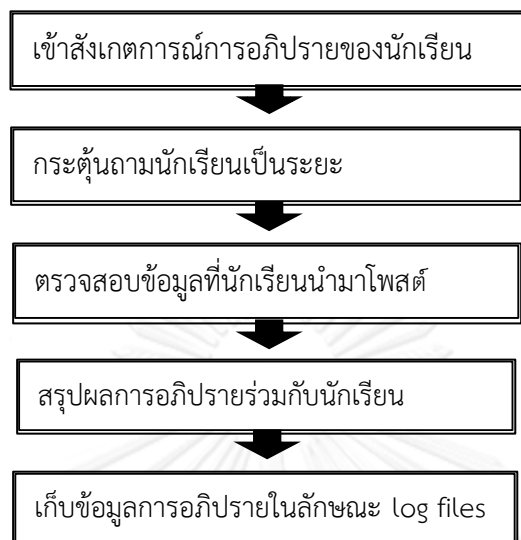 เข้าสังเกตการณ์การอภิปรายของนักเรียน
กระตุ้นถามนักเรียนเป็นระยะ
ตรวจสอบข้อมูลที่นักเรียนนำมาโพสต์
สรุปผลการอภิปรายร่วมกับนักเรียน
เก็บข้อมูลการอภิปรายในลักษณะ log files